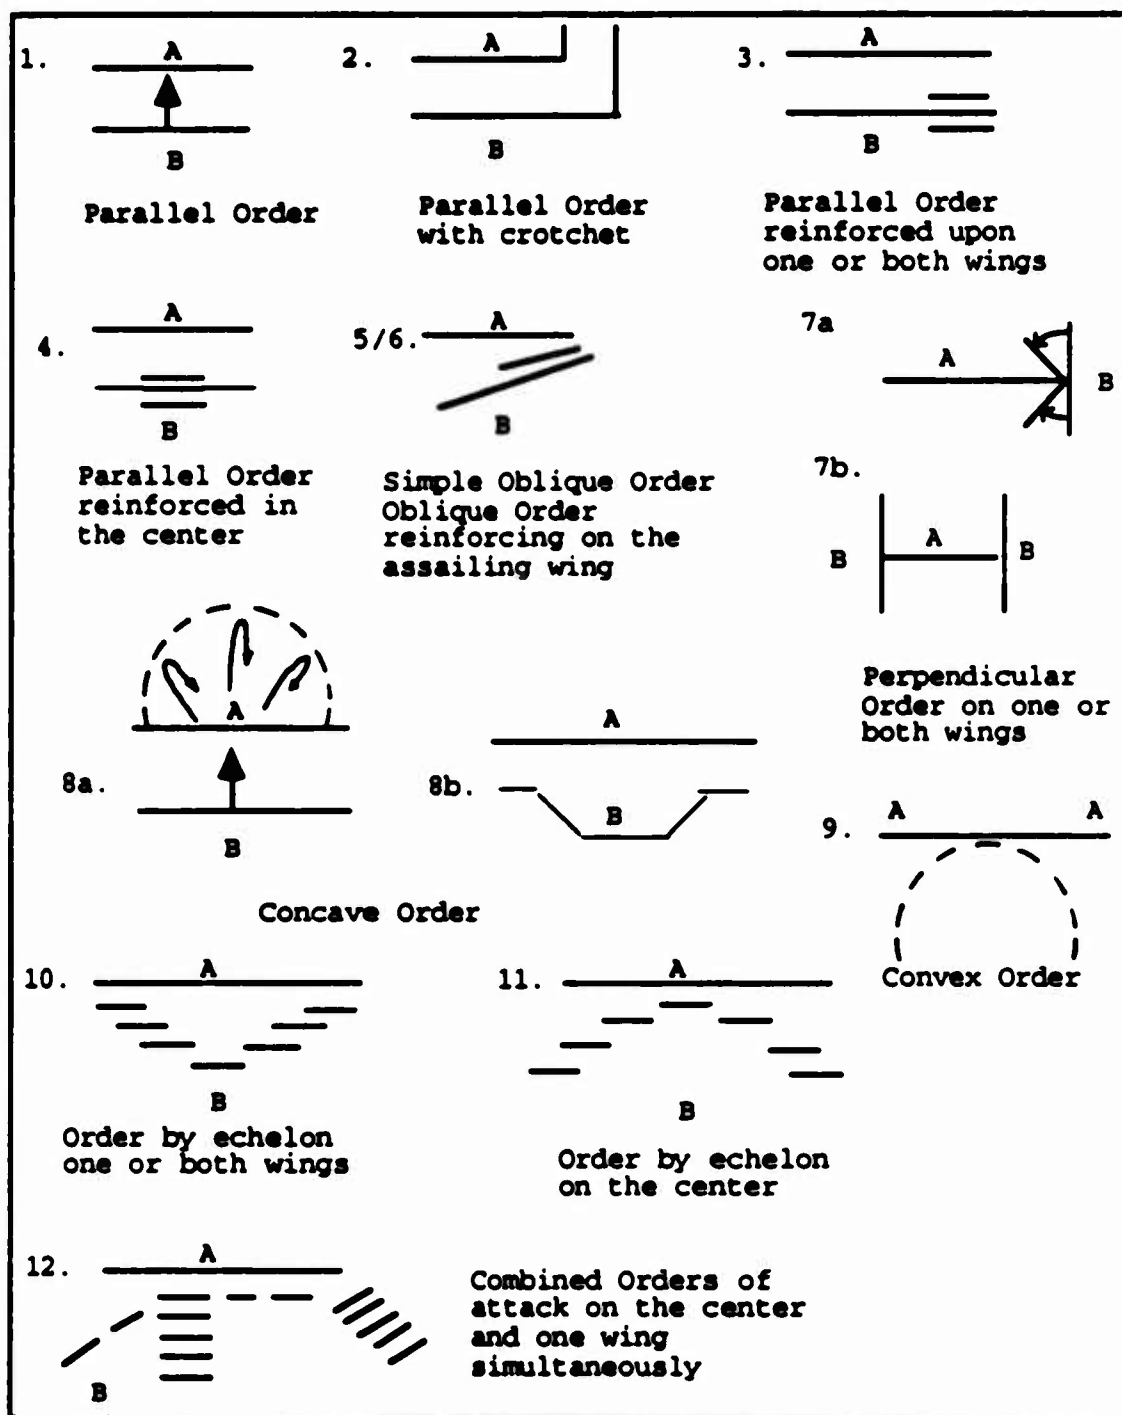 1.
A
B
Parallel Order
2.
A
B
Parallel Order
with crotchet
3.
A
B
Parallel Order
reinforced upon
one or both wings
4.
A
B
Parallel Order
reinforced in
the center
5/6.
A
B
Simple Oblique Order
Oblique Order
reinforcing on the
assailing wing
7a
A
B
7b.
B
A
B
Perpendicular
Order on one or
both wings
8a.
A
B
8b.
A
B
Concave Order
9.
A
A
Convex Order
10.
A
B
Order by echelon
one or both wings
11.
A
B
Order by echelon
on the center
12.
A
B
Combined Orders of
attack on the center
and one wing
simultaneously